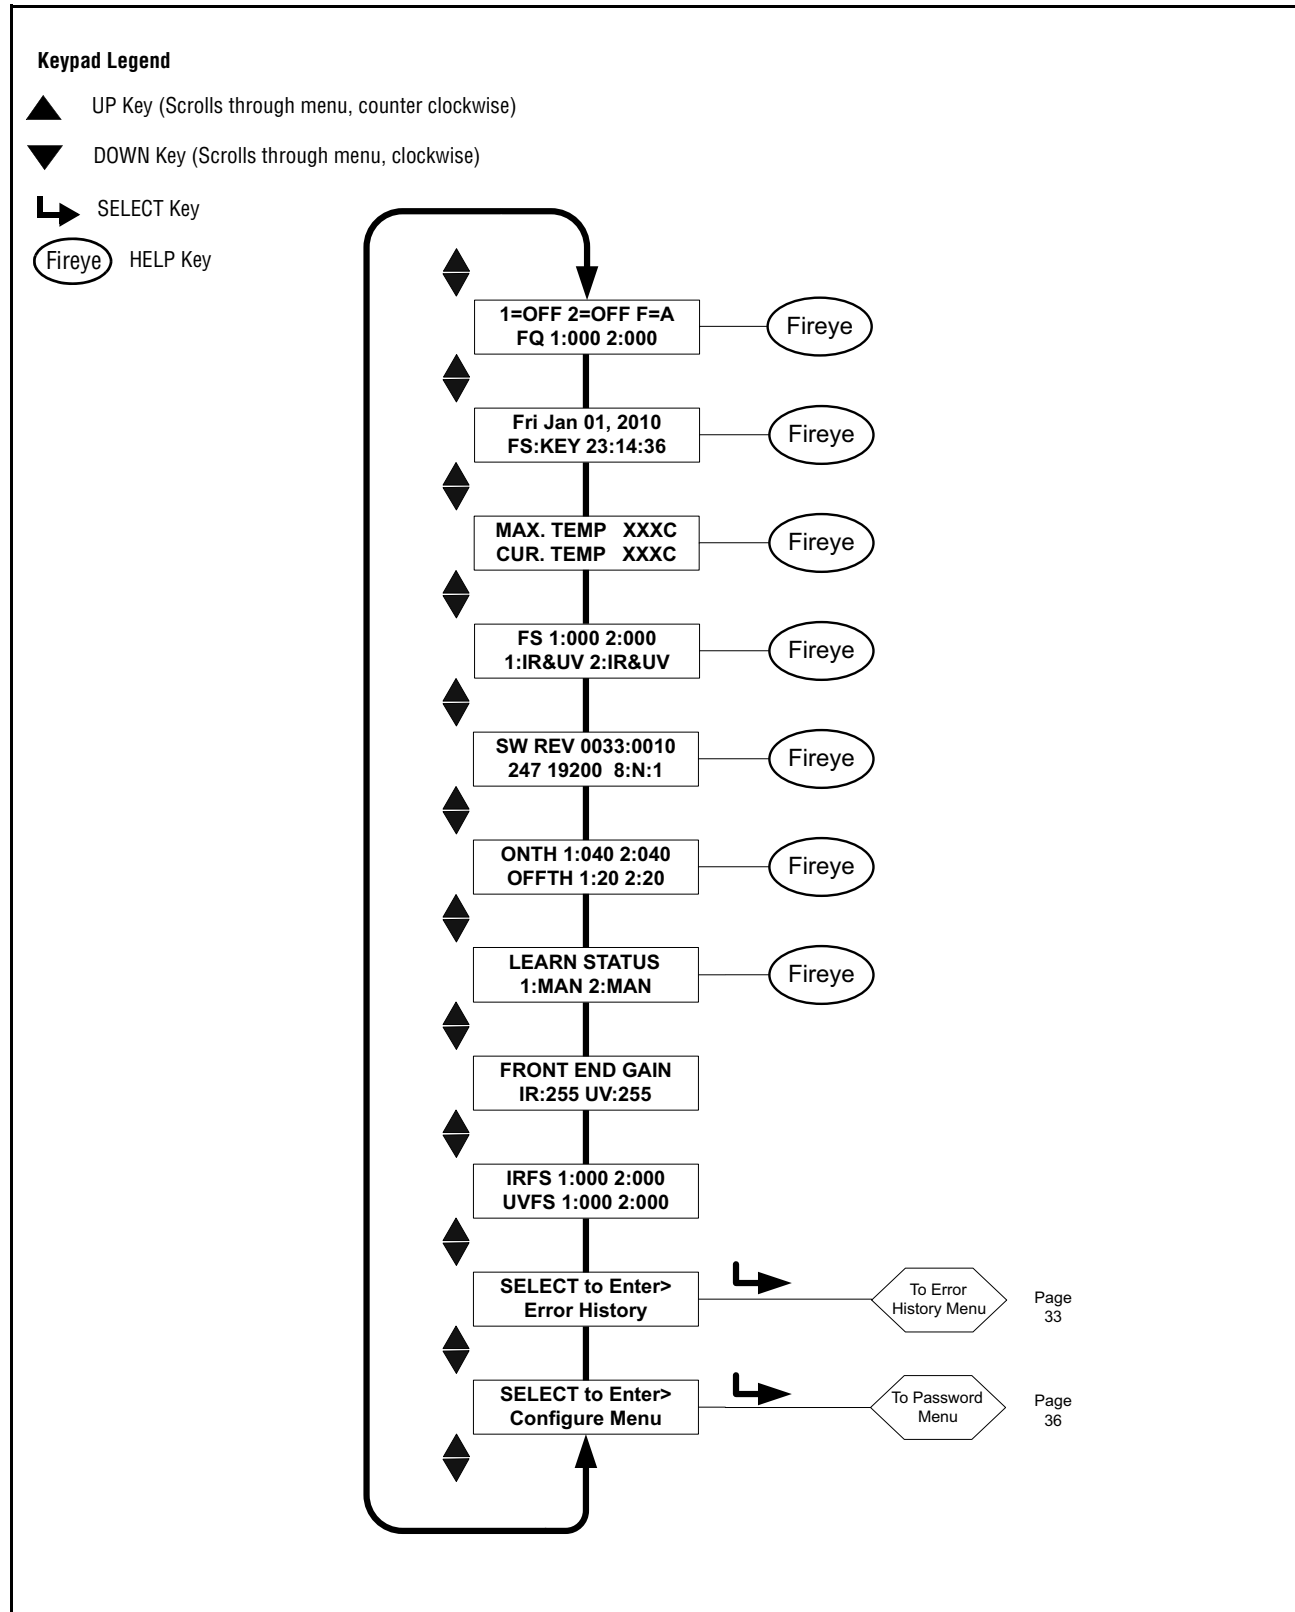 Keypad Legend
UP Key (Scrolls through menu, counter clockwise)
DOWN Key (Scrolls through menu, clockwise)
SELECT Key
Fireye HELP Key
1=OFF 2=OFF F=A
FQ 1:000 2:000
Fireye
Fri Jan 01, 2010
FS:KEY 23:14:36
Fireye
MAX. TEMP XXXC
CUR. TEMP XXXC
Fireye
FS 1:000 2:000
1:IR&UV 2:IR&UV
Fireye
SW REV 0033:0010
247 19200 8:N:1
Fireye
ONTH 1:040 2:040
OFFTH 1:20 2:20
Fireye
LEARN STATUS
1:MAN 2:MAN
Fireye
FRONT END GAIN
IR:255 UV:255
IRFS 1:000 2:000
UVFS 1:000 2:000
SELECT to Enter>
Error History
To Error
History Menu
Page
33
SELECT to Enter>
Configure Menu
To Password
Menu
Page
36